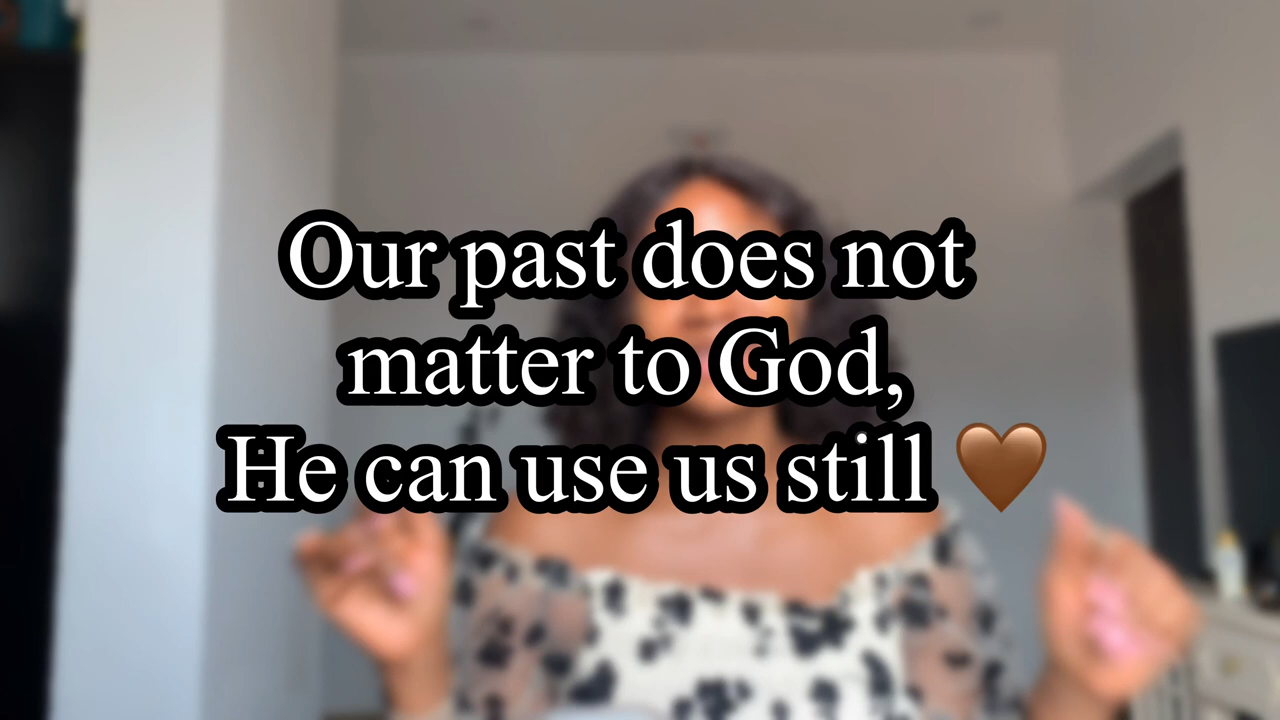 Our past does not
matter to God,
He can use us still 🤎